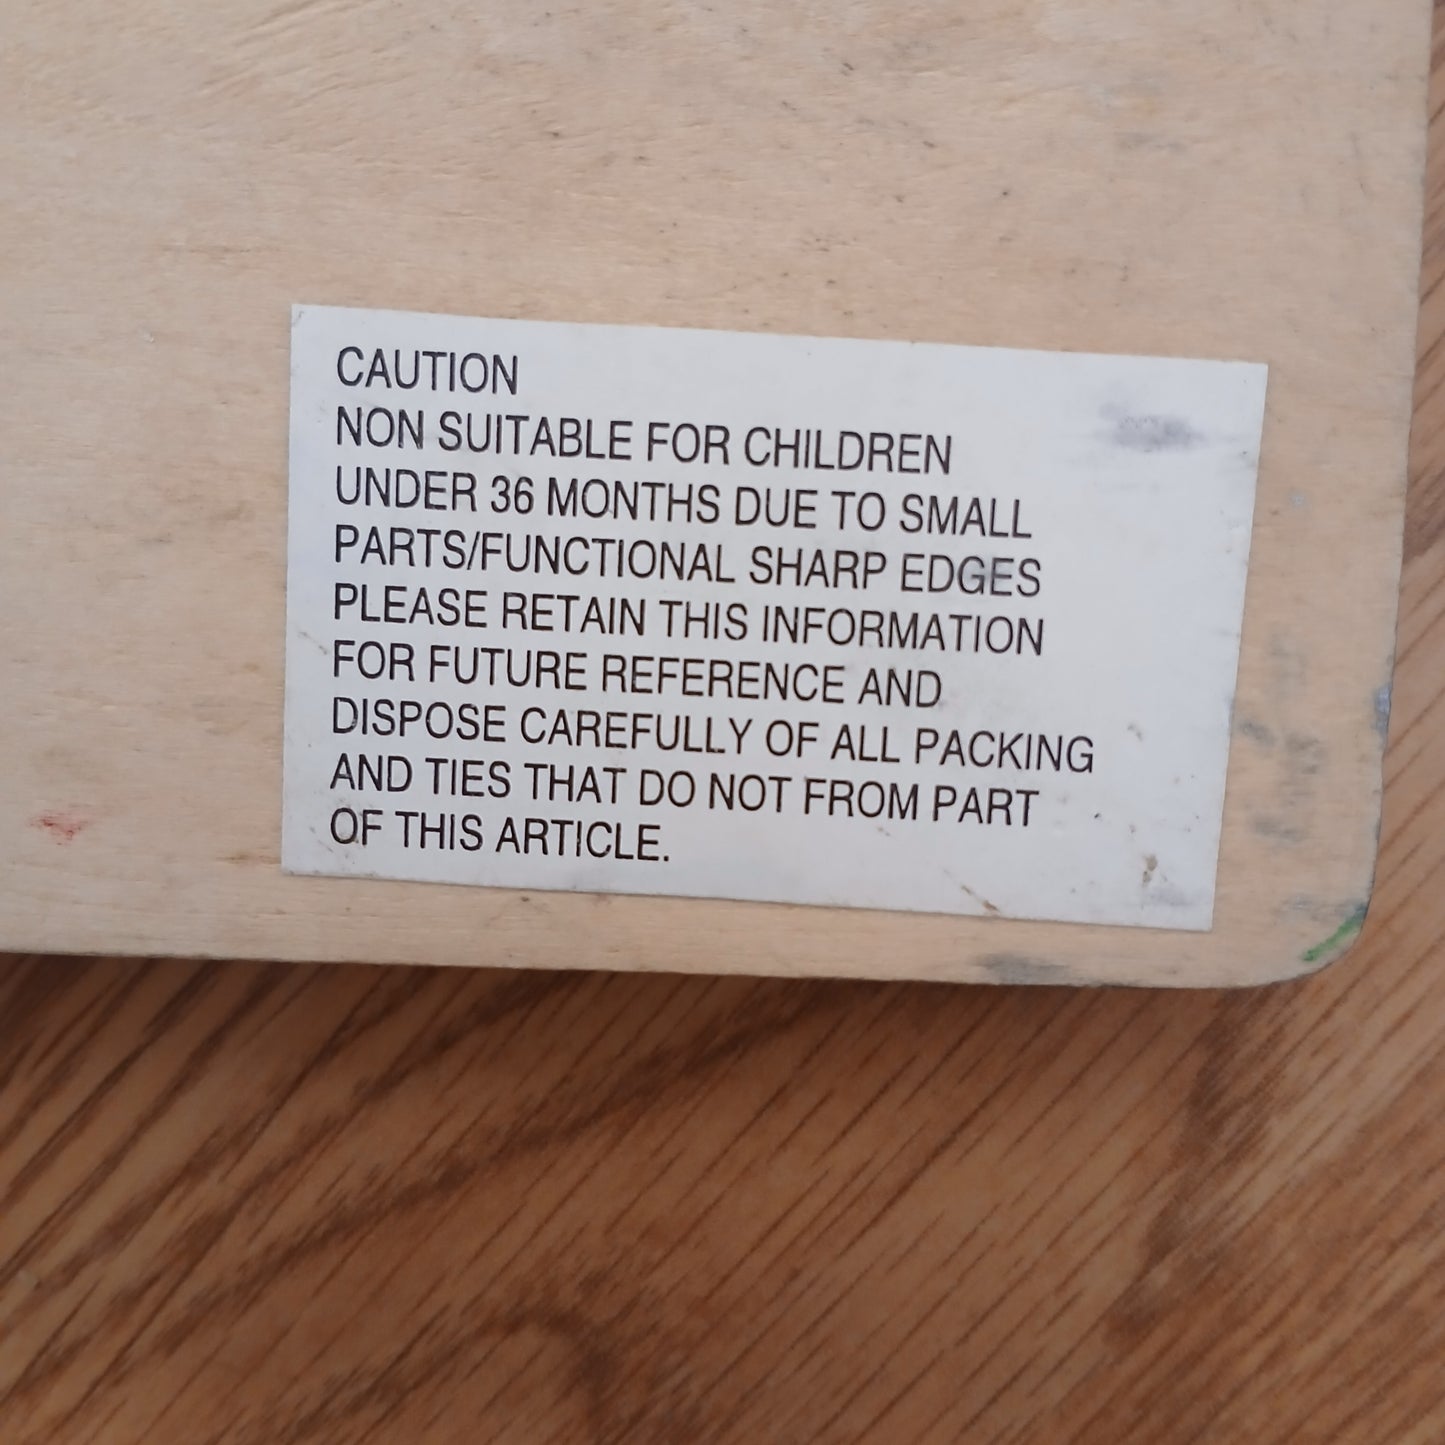 CAUTION
NON SUITABLE FOR CHILDREN
UNDER 36 MONTHS DUE TO SMALL
PARTS/FUNCTIONAL SHARP EDGES
PLEASE RETAIN THIS INFORMATION
FOR FUTURE REFERENCE AND
DISPOSE CAREFULLY OF ALL PACKING
AND TIES THAT DO NOT FROM PART
OF THIS ARTICLE.